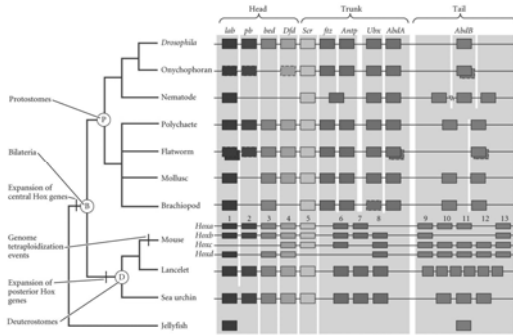 Head Trunk Tail
lab pb bed Dfd Scr ftz Antp Ubx AbdA AbdB
Drosophila
Onychophoran
Nematode
Protostomes
P
Polychaete
Bilateria
Flatworm
Expansion of
central Hox genes
Mollusc
B
Brachiopod
1 2 3 4 5 6 7 8 9 10 11 12 13
Genome
tetraploidization
events
Mouse
Hoxa
Hoxb
Hoxc
Hoxd
Lancelet
Expansion of
posterior Hox
genes
D
Sea urchin
Deuterostomes
Jellyfish